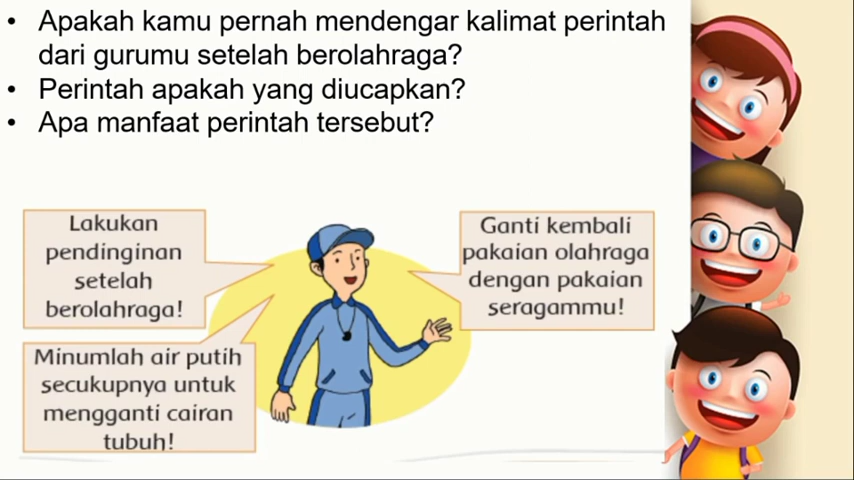 • Apakah kamu pernah mendengar kalimat perintah
dari gurumu setelah berolahraga?
• Perintah apakah yang diucapkan?
• Apa manfaat perintah tersebut?
Lakukan
pendinginan
setelah
berolahraga!
Ganti kembali
pakaian olahraga
dengan pakaian
seragammu!
Minumlah air putih
secukupnya untuk
mengganti cairan
tubuh!